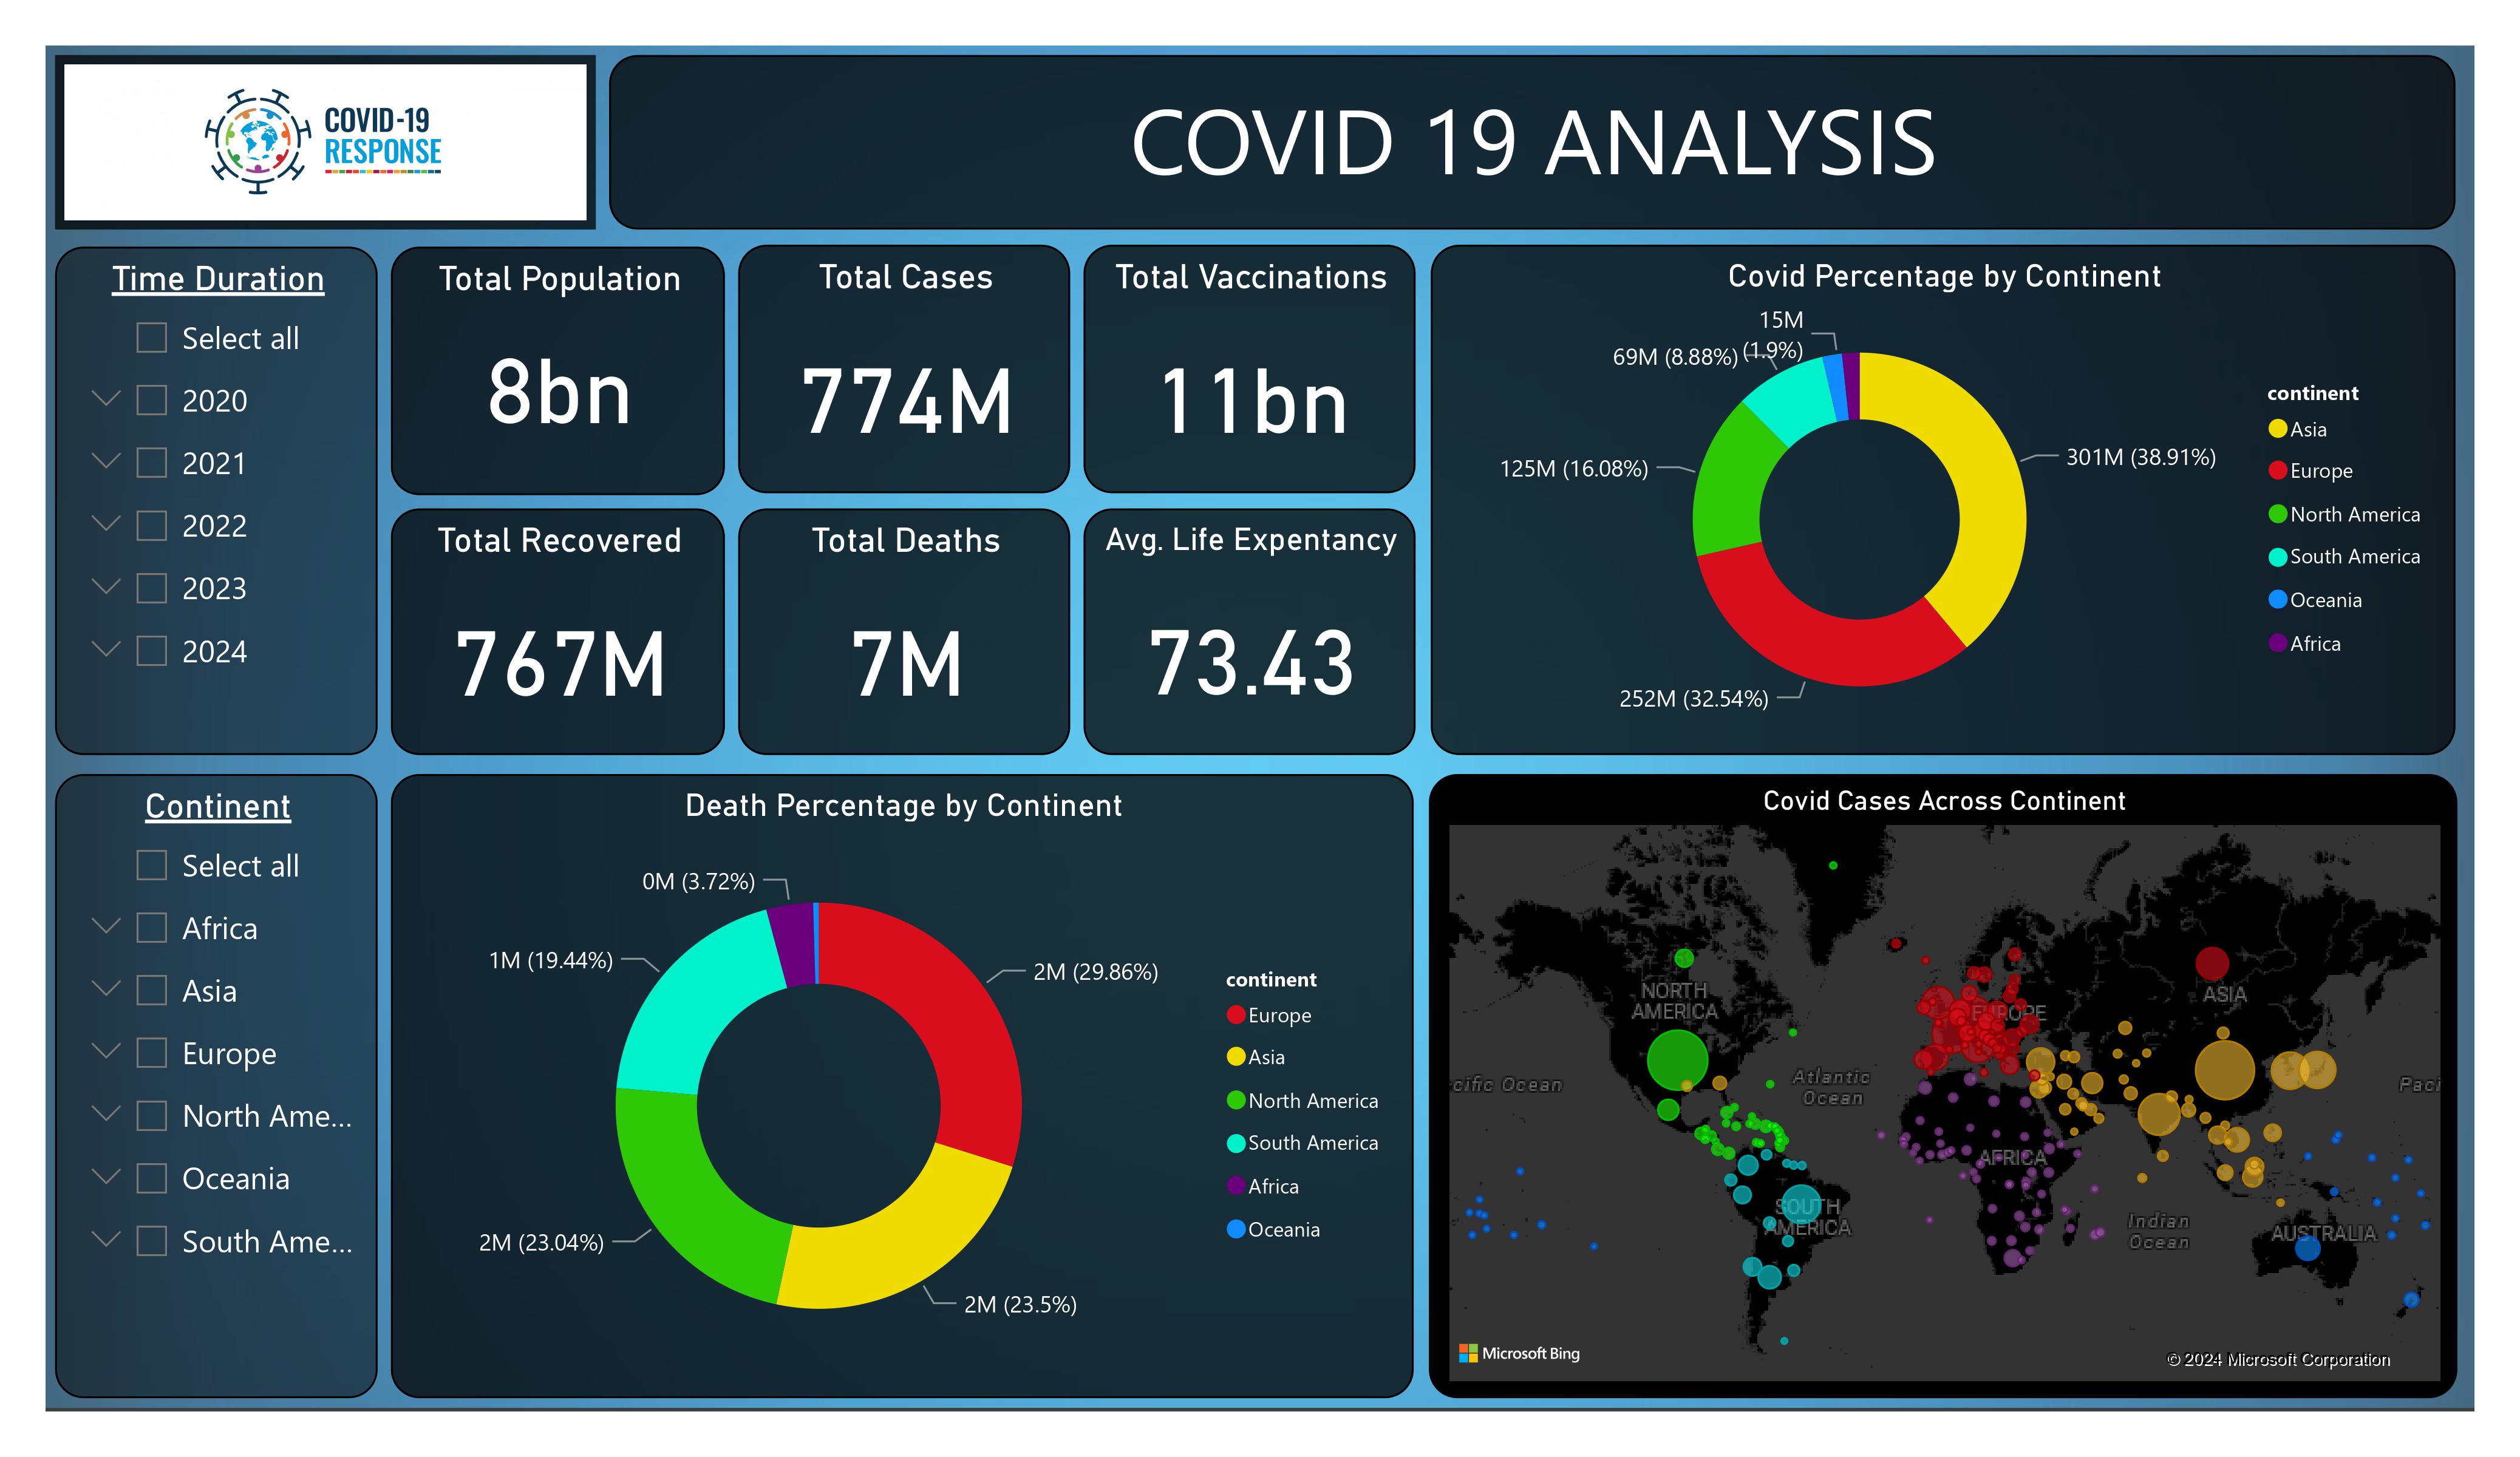 COVID-19
RESPONSE
COVID 19 ANALYSIS
Time Duration
Select all
2020
2021
2022
2023
2024
Total Population
8bn
Total Cases
774M
Total Vaccinations
11bn
Total Recovered
767M
Total Deaths
7M
Avg. Life Expentancy
73.43
Covid Percentage by Continent
15M
(1.9%)
69M (8.88%)
125M (16.08%)
301M (38.91%)
252M (32.54%)
continent
Asia
Europe
North America
South America
Oceania
Africa
Continent
Select all
Africa
Asia
Europe
North Ame...
Oceania
South Ame...
Death Percentage by Continent
0M (3.72%)
1M (19.44%)
2M (29.86%)
2M (23.04%)
2M (23.5%)
continent
Europe
Asia
North America
South America
Africa
Oceania
Covid Cases Across Continent
NORTH
AMERICA
EUROPE
ASIA
cific Ocean
Atlantic
Ocean
Paci
AFRICA
SOUTH
AMERICA
Indian
Ocean
AUSTRALIA
Microsoft Bing
© 2024 Microsoft Corporation